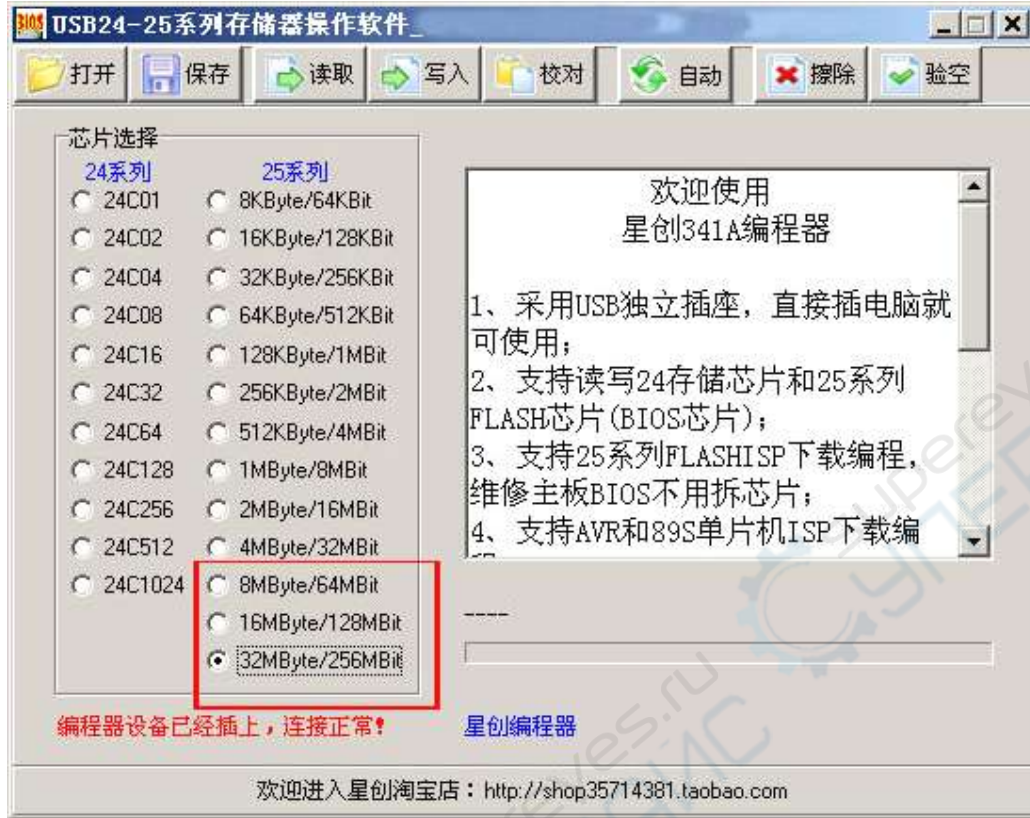 BIOS USB24-25系列存储器操作软件_
打开 保存 读取 写入 校对 自动 擦除 验空
芯片选择
24系列 25系列
24C01 8KByte/64KBit
24C02 16KByte/128KBit
24C04 32KByte/256KBit
24C08 64KByte/512KBit
24C16 128KByte/1MBit
24C32 256KByte/2MBit
24C64 512KByte/4MBit
24C128 1MByte/8MBit
24C256 2MByte/16MBit
24C512 4MByte/32MBit
24C1024 8MByte/64MBit
16MByte/128MBit
32MByte/256MBit
欢迎使用
星创341A编程器
1、采用USB独立插座，直接插电脑就
可使用；
2、支持读写24存储芯片和25系列
FLASH芯片(BIOS芯片)；
3、支持25系列FLASHISP下载编程，
维修主板BIOS不用拆芯片；
4、支持AVR和89S单片机ISP下载编
----
编程器设备已经插上，连接正常！
星创编程器
欢迎进入星创淘宝店：http://shop35714381.taobao.com